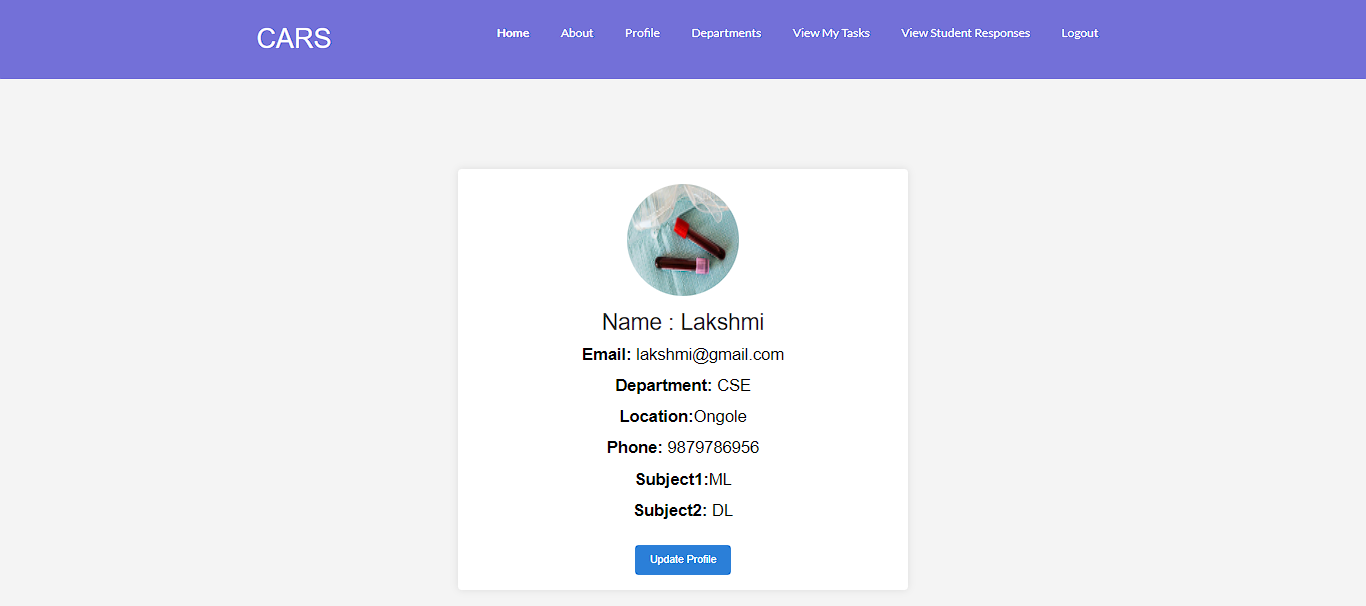 CARS
Home About Profile Departments View My Tasks View Student Responses Logout
Name : Lakshmi
Email: lakshmi@gmail.com
Department: CSE
Location:Ongole
Phone: 9879786956
Subject1:ML
Subject2: DL
Update Profile